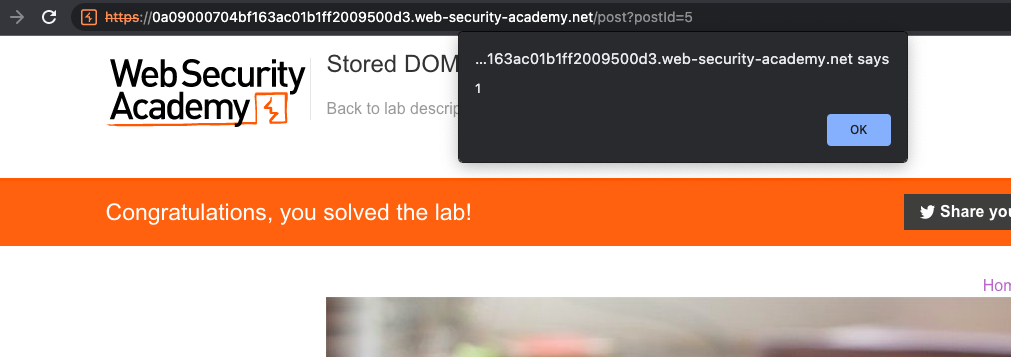 https://0a09000704bf163ac01b1ff2009500d3.web-security-academy.net/post?postId=5
...163ac01b1ff2009500d3.web-security-academy.net says
1
OK
Web Security
Academy
Stored DOM
Back to lab descrip
Congratulations, you solved the lab!
Share you
Hom